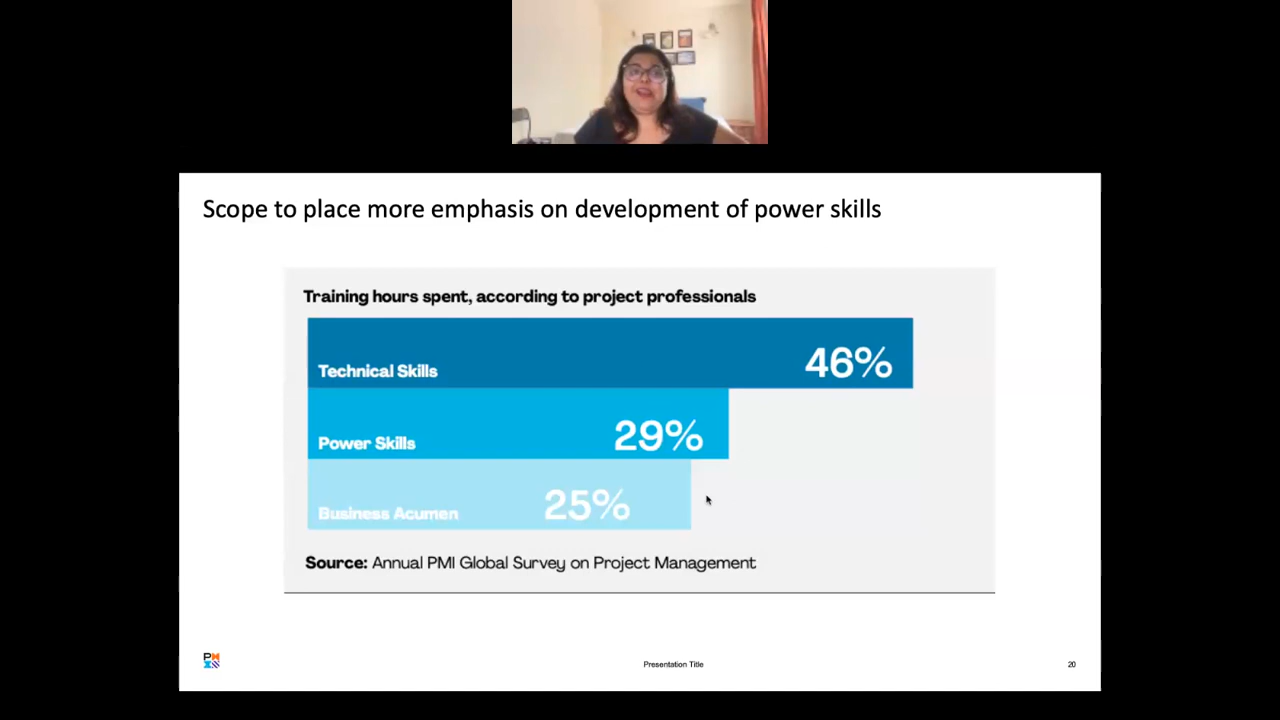 Scope to place more emphasis on development of power skills
Training hours spent, according to project professionals
Technical Skills 46%
Power Skills 29%
Business Acumen 25%
Source: Annual PMI Global Survey on Project Management
PMI
Presentation Title
20